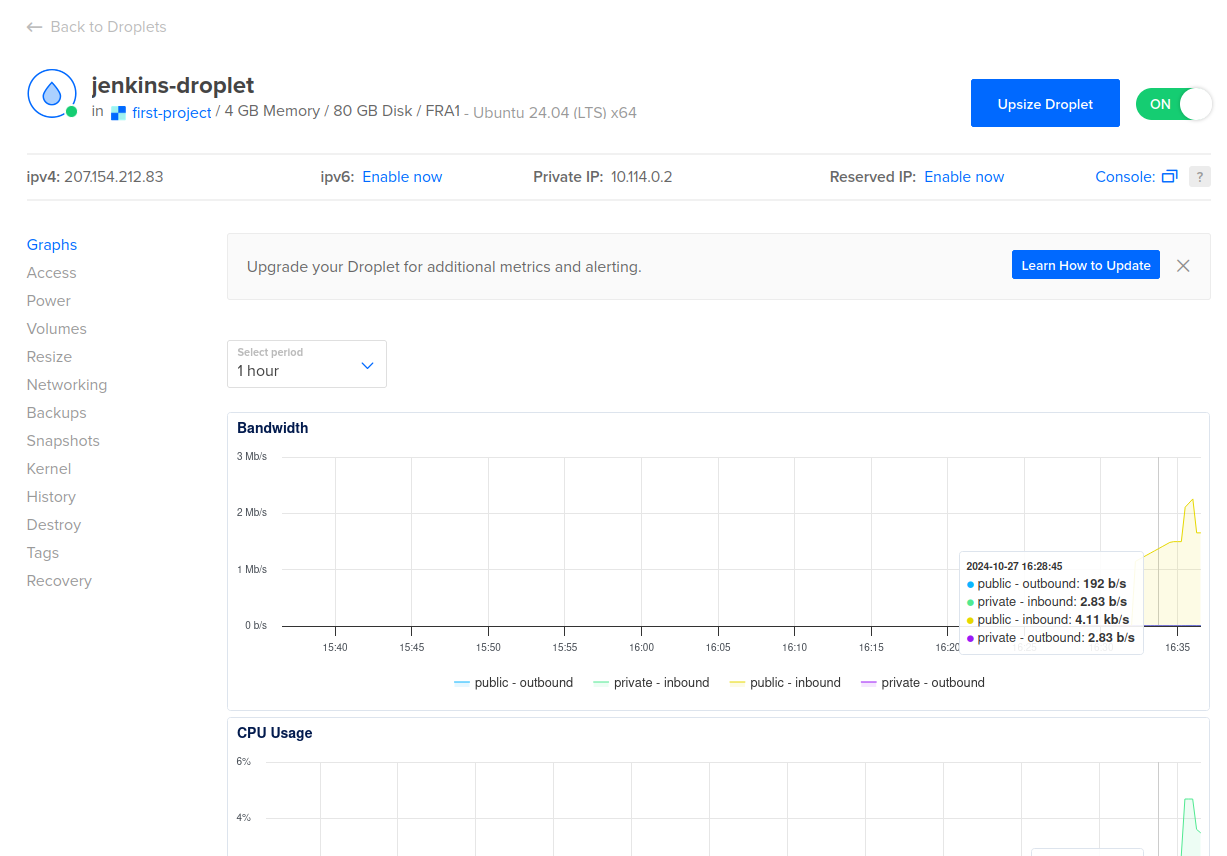 ← Back to Droplets
jenkins-droplet
in first-project / 4 GB Memory / 80 GB Disk / FRA1 - Ubuntu 24.04 (LTS) x64
Upsize Droplet
ON
ipv4: 207.154.212.83 ipv6: Enable now Private IP: 10.114.0.2 Reserved IP: Enable now Console: ?
Graphs
Access
Power
Volumes
Resize
Networking
Backups
Snapshots
Kernel
History
Destroy
Tags
Recovery
Upgrade your Droplet for additional metrics and alerting.
Learn How to Update
Select period
1 hour
Bandwidth
3 Mb/s
2 Mb/s
1 Mb/s
0 b/s
2024-10-27 16:28:45
public - outbound: 192 b/s
private - inbound: 2.83 b/s
public - inbound: 4.11 kb/s
private - outbound: 2.83 b/s
15:40 15:45 15:50 15:55 16:00 16:05 16:10 16:15 16:20 16:25 16:30 16:35
public - outbound private - inbound public - inbound private - outbound
CPU Usage
6%
4%